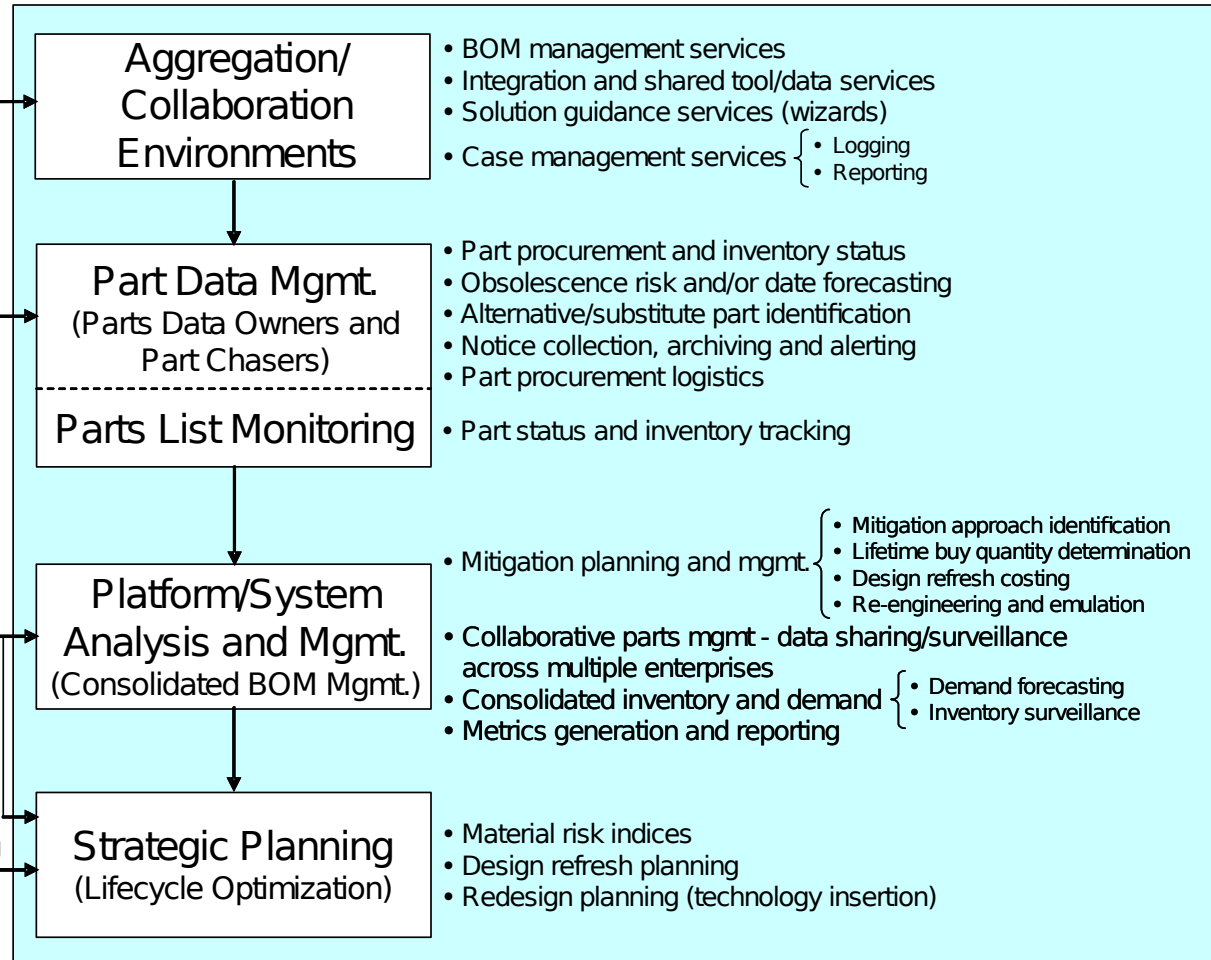 Aggregation/
Collaboration
Environments
• BOM management services
• Integration and shared tool/data services
• Solution guidance services (wizards)
• Case management services
• Logging
• Reporting
Part Data Mgmt.
(Parts Data Owners and
Part Chasers)
• Part procurement and inventory status
• Obsolescence risk and/or date forecasting
• Alternative/substitute part identification
• Notice collection, archiving and alerting
• Part procurement logistics
Parts List Monitoring
• Part status and inventory tracking
Platform/System
Analysis and Mgmt.
(Consolidated BOM Mgmt.)
• Mitigation planning and mgmt.
• Mitigation approach identification
• Lifetime buy quantity determination
• Design refresh costing
• Re-engineering and emulation
• Collaborative parts mgmt - data sharing/surveillance
across multiple enterprises
• Consolidated inventory and demand
• Demand forecasting
• Inventory surveillance
• Metrics generation and reporting
Strategic Planning
(Lifecycle Optimization)
• Material risk indices
• Design refresh planning
• Redesign planning (technology insertion)